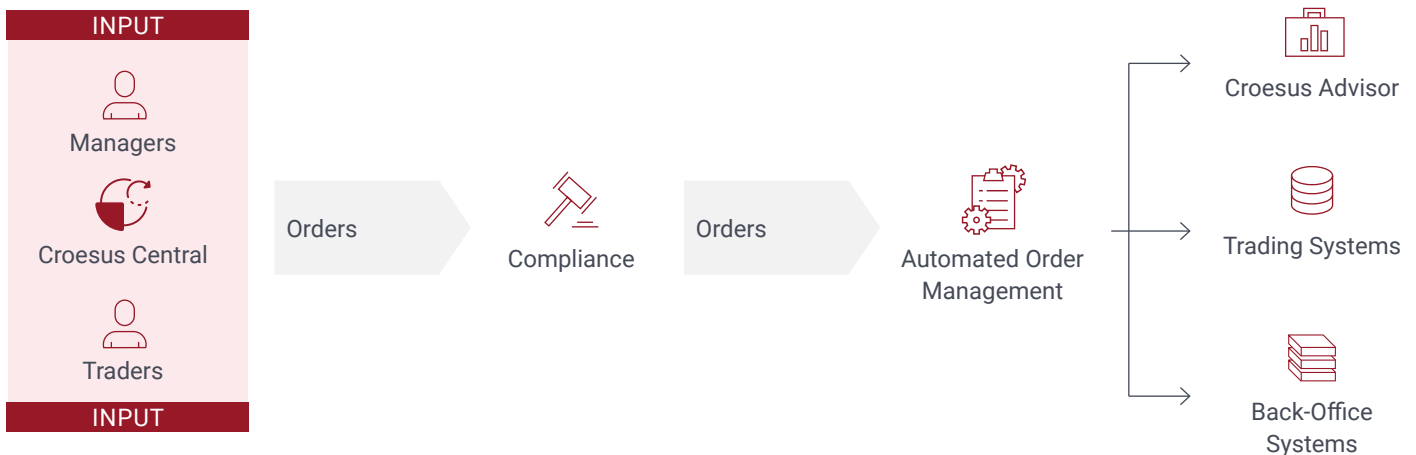 INPUT
Managers
Croesus Central
Traders
INPUT
Orders
Compliance
Orders
Automated Order
Management
Croesus Advisor
Trading Systems
Back-Office
Systems